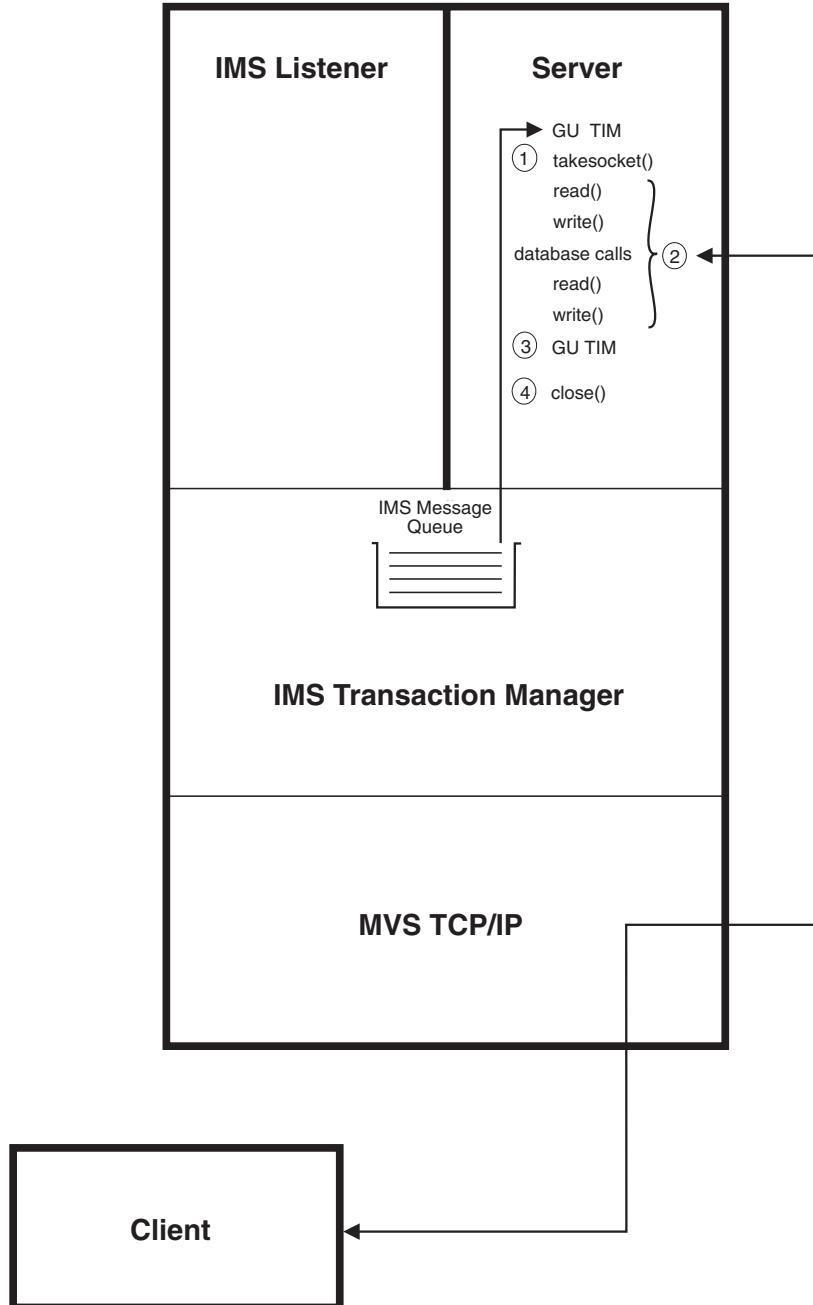 IMS Listener
Server
GU TIM
1 takesocket()
read()
write()
database calls
2
read()
write()
3 GU TIM
4 close()
IMS Message
Queue
IMS Transaction Manager
MVS TCP/IP
Client